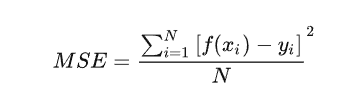 MSE = \frac{\sum_{i=1}^{N} [f(x_i) - y_i]^2}{N}